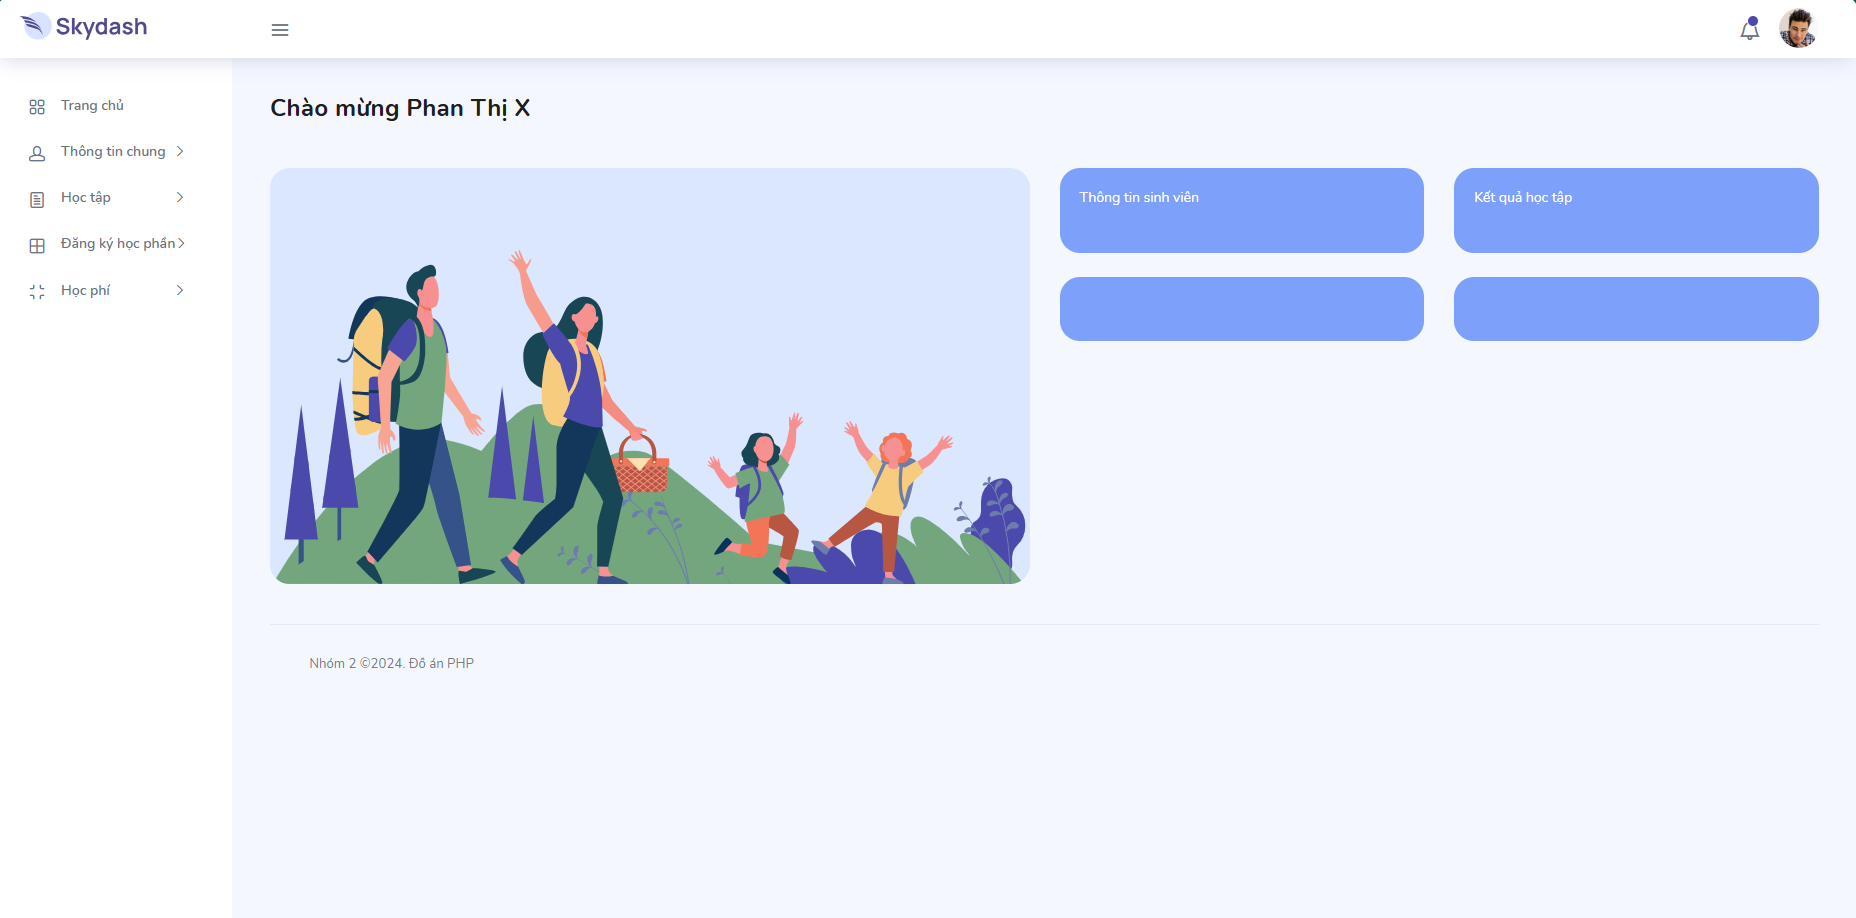 Skydash
Trang chủ
Thông tin chung
Học tập
Đăng ký học phần
Học phí
Chào mừng Phan Thị X
Thông tin sinh viên
Kết quả học tập
Nhóm 2 ©2024. Đồ án PHP